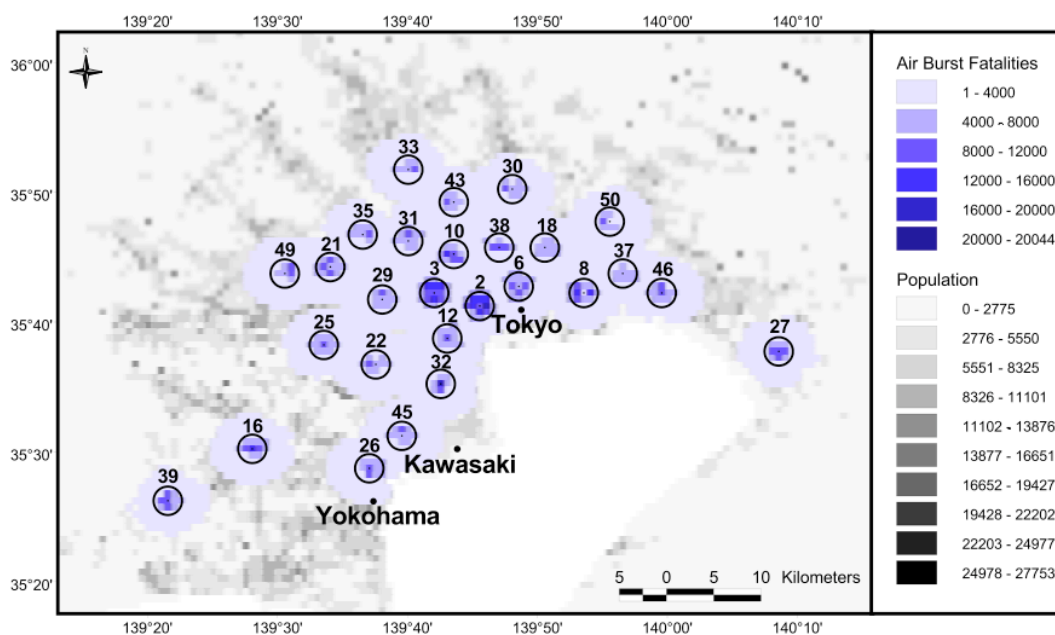 139°20' 139°30' 139°40' 139°50' 140°00' 140°10'
36°00'
35°50'
35°40'
35°30'
35°20'
N
33
30
43
50
35 31 10 38 18
49 21 3 6 37
29 2 8 46
Tokyo
12
25 22 27
32
45
16 26
Kawasaki
39
Yokohama
5 0 5 10 Kilometers
139°20' 139°30' 139°40' 139°50' 140°00' 140°10'
Air Burst Fatalities
1 - 4000
4000 - 8000
8000 - 12000
12000 - 16000
16000 - 20000
20000 - 20044
Population
0 - 2775
2776 - 5550
5551 - 8325
8326 - 11101
11102 - 13876
13877 - 16651
16652 - 19427
19428 - 22202
22203 - 24977
24978 - 27753